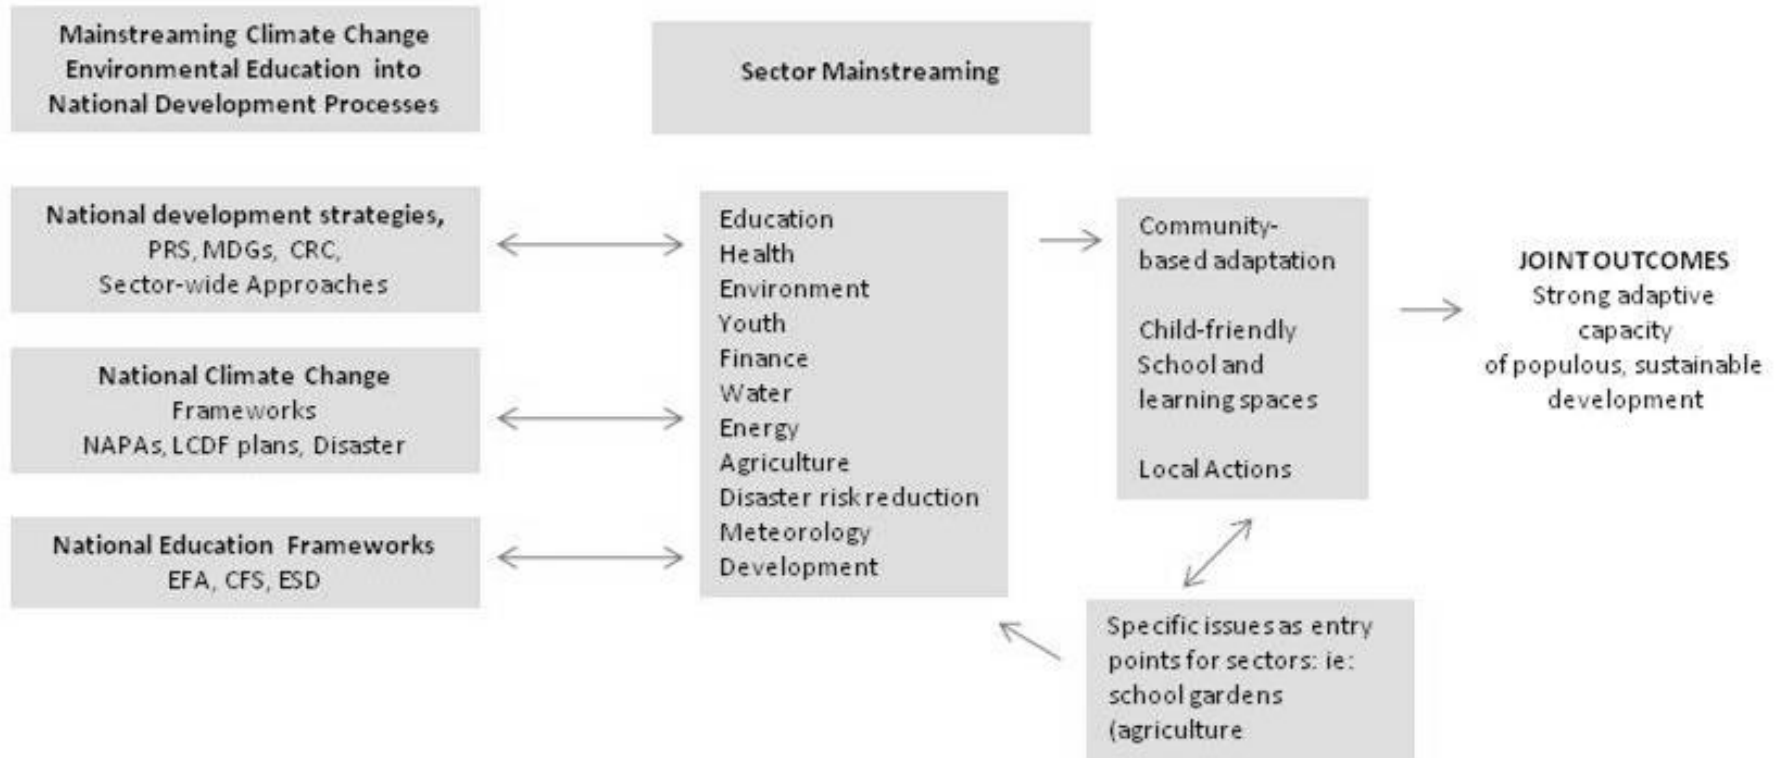 Mainstreaming Climate Change
Environmental Education into
National Development Processes
Sector Mainstreaming
National development strategies,
PRS, MDGs, CRC,
Sector-wide Approaches
National Climate Change
Frameworks
NAPAs, LCDF plans, Disaster
National Education Frameworks
EFA, CFS, ESD
Education
Health
Environment
Youth
Finance
Water
Energy
Agriculture
Disaster risk reduction
Meteorology
Development
Community-
based adaptation
Child-friendly
School and
learning spaces
Local Actions
Specific issues as entry
points for sectors: ie:
school gardens
(agriculture
JOINT OUTCOMES
Strong adaptive
capacity
of populous, sustainable
development